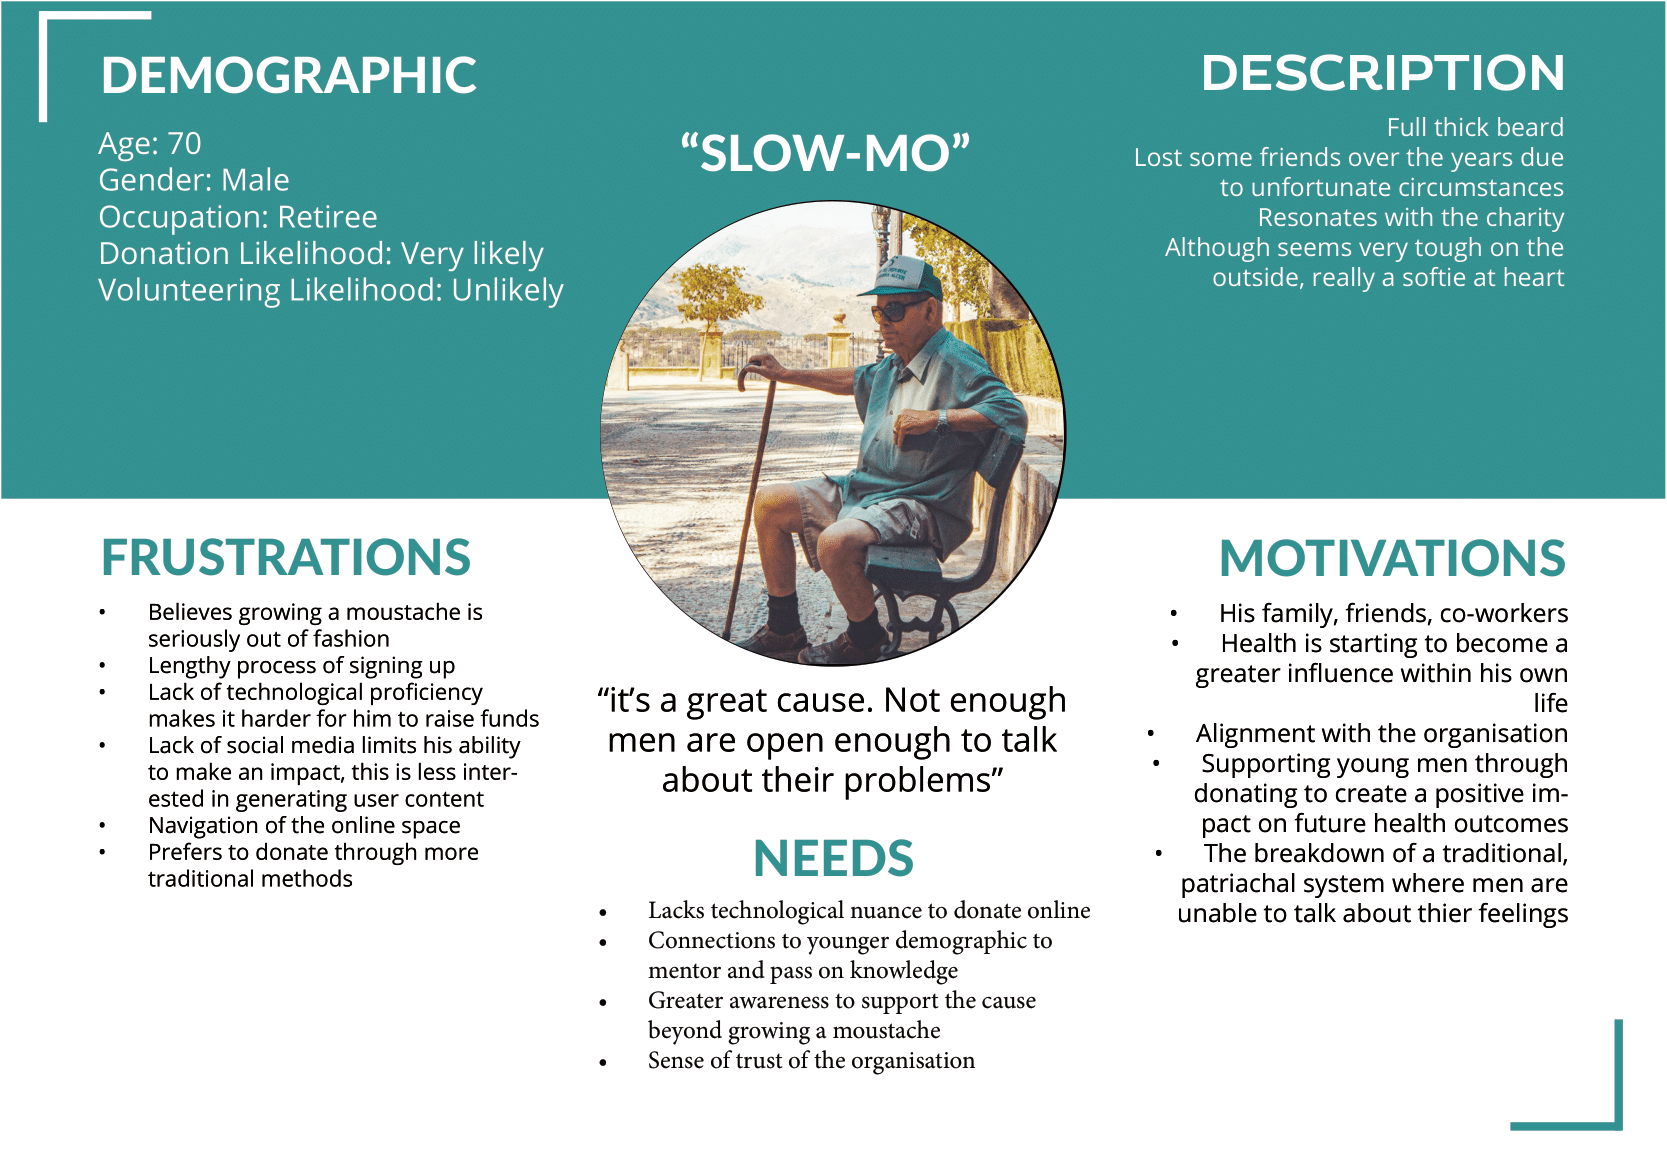 DEMOGRAPHIC
Age: 70
Gender: Male
Occupation: Retiree
Donation Likelihood: Very likely
Volunteering Likelihood: Unlikely
“SLOW-MO”
DESCRIPTION
Full thick beard
Lost some friends over the years due
to unfortunate circumstances
Resonates with the charity
Although seems very tough on the
outside, really a softie at heart
FRUSTRATIONS
• Believes growing a moustache is
seriously out of fashion
• Lengthy process of signing up
• Lack of technological proficiency
makes it harder for him to raise funds
• Lack of social media limits his ability
to make an impact, this is less inter-
ested in generating user content
• Navigation of the online space
• Prefers to donate through more
traditional methods
“it’s a great cause. Not enough
men are open enough to talk
about their problems”
NEEDS
• Lacks technological nuance to donate online
• Connections to younger demographic to
mentor and pass on knowledge
• Greater awareness to support the cause
beyond growing a moustache
• Sense of trust of the organisation
MOTIVATIONS
• His family, friends, co-workers
• Health is starting to become a
greater influence within his own
life
• Alignment with the organisation
• Supporting young men through
donating to create a positive im-
pact on future health outcomes
• The breakdown of a traditional,
patriachal system where men are
unable to talk about thier feelings